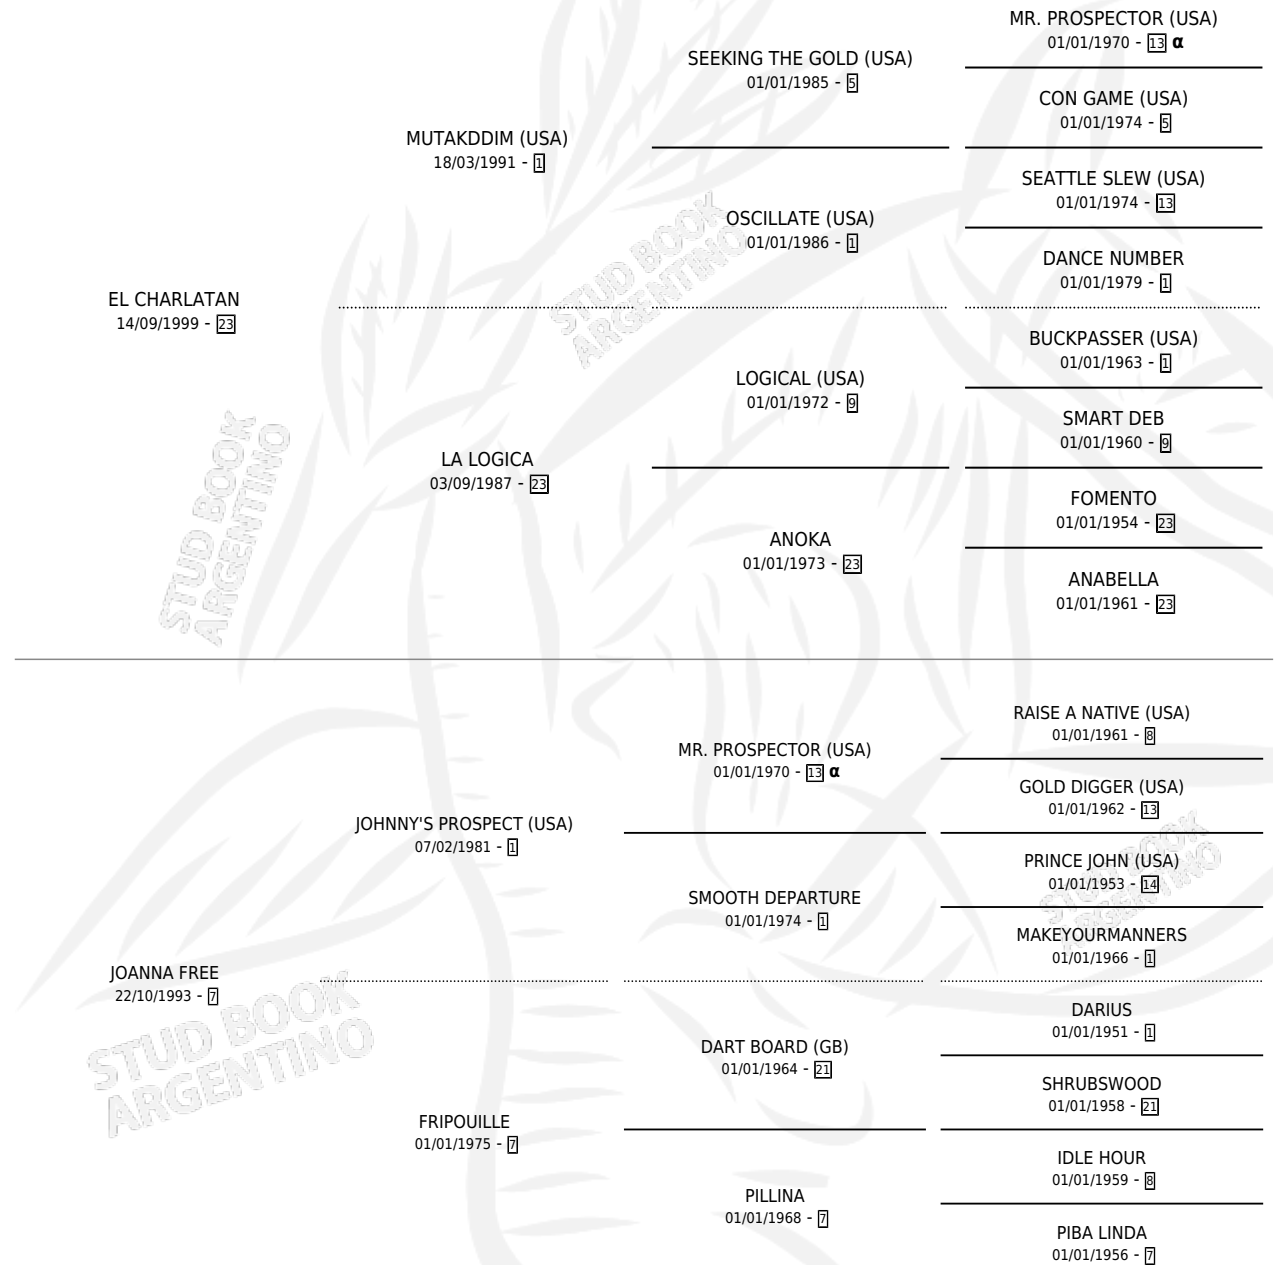 MR. PROSPECTOR (USA)
01/01/1970 - 13 α
SEEKING THE GOLD (USA)
01/01/1985 - 5
CON GAME (USA)
01/01/1974 - 5
MUTAKDDIM (USA)
18/03/1991 - 1
SEATTLE SLEW (USA)
01/01/1974 - 13
OSCILLATE (USA)
01/01/1986 - 1
DANCE NUMBER
01/01/1979 - 1
EL CHARLATAN
14/09/1999 - 23
BUCKPASSER (USA)
01/01/1963 - 1
LOGICAL (USA)
01/01/1972 - 9
SMART DEB
01/01/1960 - 9
LA LOGICA
03/09/1987 - 23
FOMENTO
01/01/1954 - 23
ANOKA
01/01/1973 - 23
ANABELLA
01/01/1961 - 23
RAISE A NATIVE (USA)
01/01/1961 - 8
MR. PROSPECTOR (USA)
01/01/1970 - 13 α
GOLD DIGGER (USA)
01/01/1962 - 13
JOHNNY'S PROSPECT (USA)
07/02/1981 - 1
PRINCE JOHN (USA)
01/01/1953 - 14
SMOOTH DEPARTURE
01/01/1974 - 1
MAKEYOURMANNERS
01/01/1966 - 1
JOANNA FREE
22/10/1993 - 7
DARIUS
01/01/1951 - 1
DART BOARD (GB)
01/01/1964 - 21
SHRUBSWOOD
01/01/1958 - 21
FRIPOUILLE
01/01/1975 - 7
IDLE HOUR
01/01/1959 - 8
PILLINA
01/01/1968 - 7
PIBA LINDA
01/01/1956 - 7
STUD BOOK
ARGENTINO
STUD BOOK
ARGENTINO
STUD BOOK
ARGENTINO
STUD BOOK
ARGENTINO